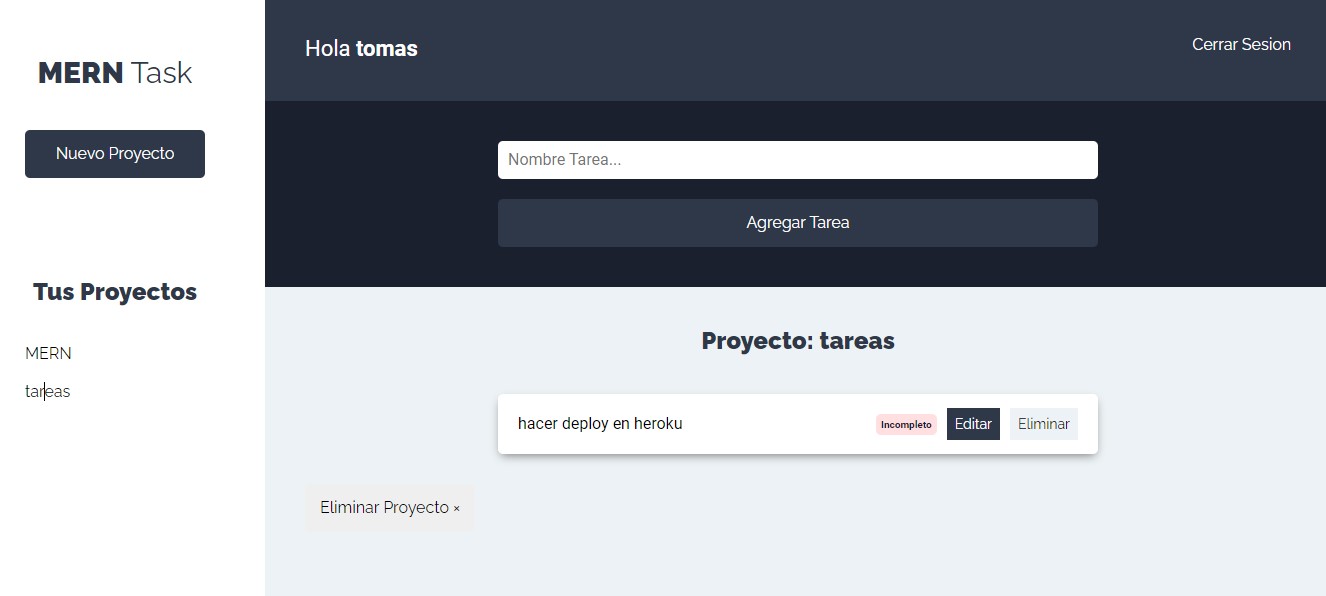 MERN Task
Nuevo Proyecto
Tus Proyectos
MERN
tareas
Hola tomas
Cerrar Sesion
Nombre Tarea...
Agregar Tarea
Proyecto: tareas
hacer deploy en heroku Incompleto Editar Eliminar
Eliminar Proyecto ×